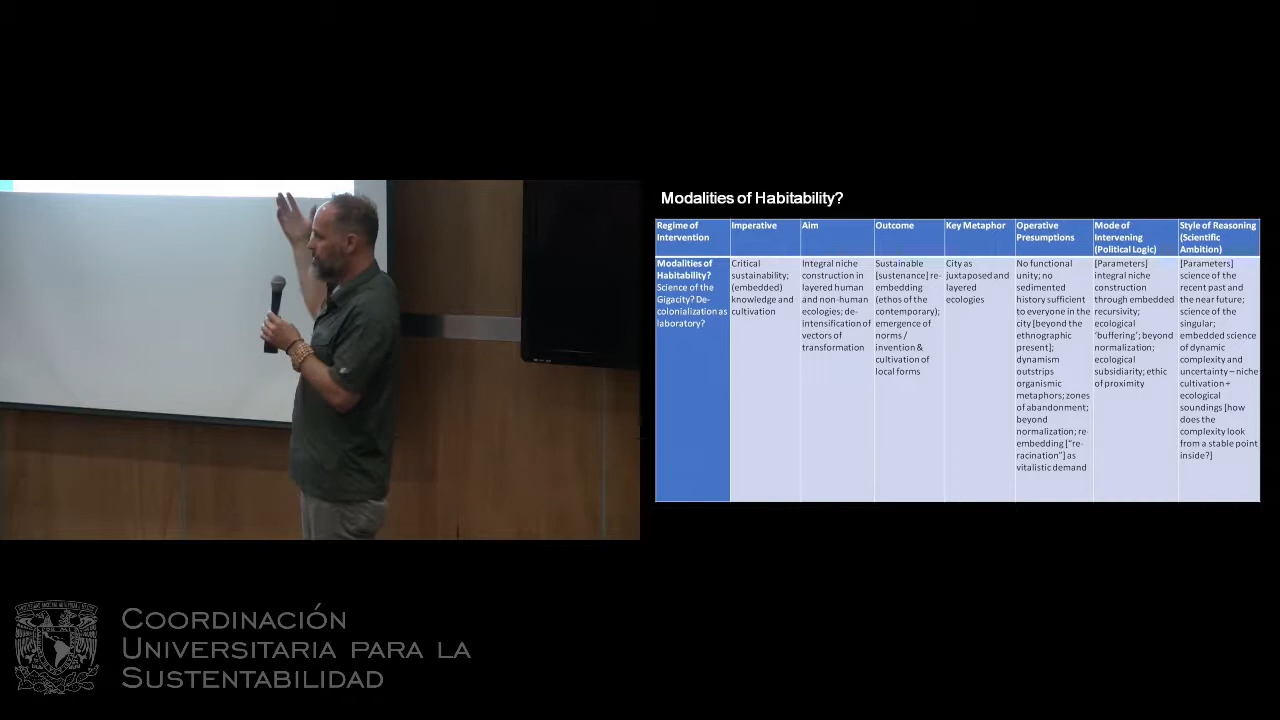 Modalities of Habitability?
Regime of
Intervention
Imperative
Aim
Outcome
Key Metaphor
Operative
Presumptions
Mode of
Intervening
(Political Logic)
Style of Reasoning
(Scientific
Ambition)
Modalities of
Habitability?
Science of the
Gigacity? De-
colonialization as
laboratory?
Critical
sustainability;
(embedded)
knowledge and
cultivation
Integral niche
construction in
layered human
and non-human
ecologies; de-
intensification of
vectors of
transformation
Sustainable
[sustenance] re-
embedding
(ethos of the
contemporary);
emergence of
norms /
invention &
cultivation of
local forms
City as
juxtaposed and
layered
ecologies
No functional
unity; no
sedimented
history sufficient
to everyone in the
city [beyond the
ethnographic
present];
dynamism
outstrips
organismic
metaphors; zones
of abandonment;
beyond
normalization; re-
embedding ["re-
racination"] as
vitalistic demand
[Parameters]
integral niche
construction
through embedded
recursivity;
ecological
'buffering'; beyond
normalization;
ecological
subsidiarity; ethic
of proximity
[Parameters]
science of the
recent past and
the near future;
science of the
singular;
embedded science
of dynamic
complexity and
uncertainty – niche
cultivation +
ecological
soundings [how
does the
complexity look
from a stable point
inside?]
COORDINACIÓN
UNIVERSITARIA PARA LA
SUSTENTABILIDAD